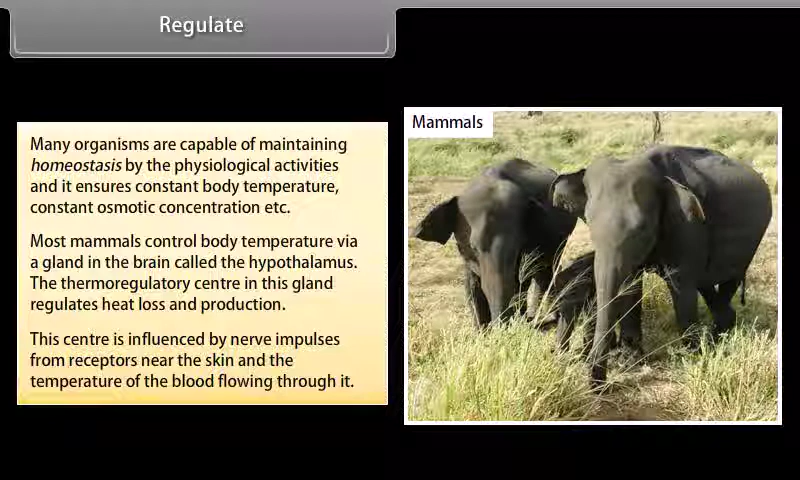 Regulate
Many organisms are capable of maintaining
homeostasis by the physiological activities
and it ensures constant body temperature,
constant osmotic concentration etc.
Most mammals control body temperature via
a gland in the brain called the hypothalamus.
The thermoregulatory centre in this gland
regulates heat loss and production.
This centre is influenced by nerve impulses
from receptors near the skin and the
temperature of the blood flowing through it.
Mammals